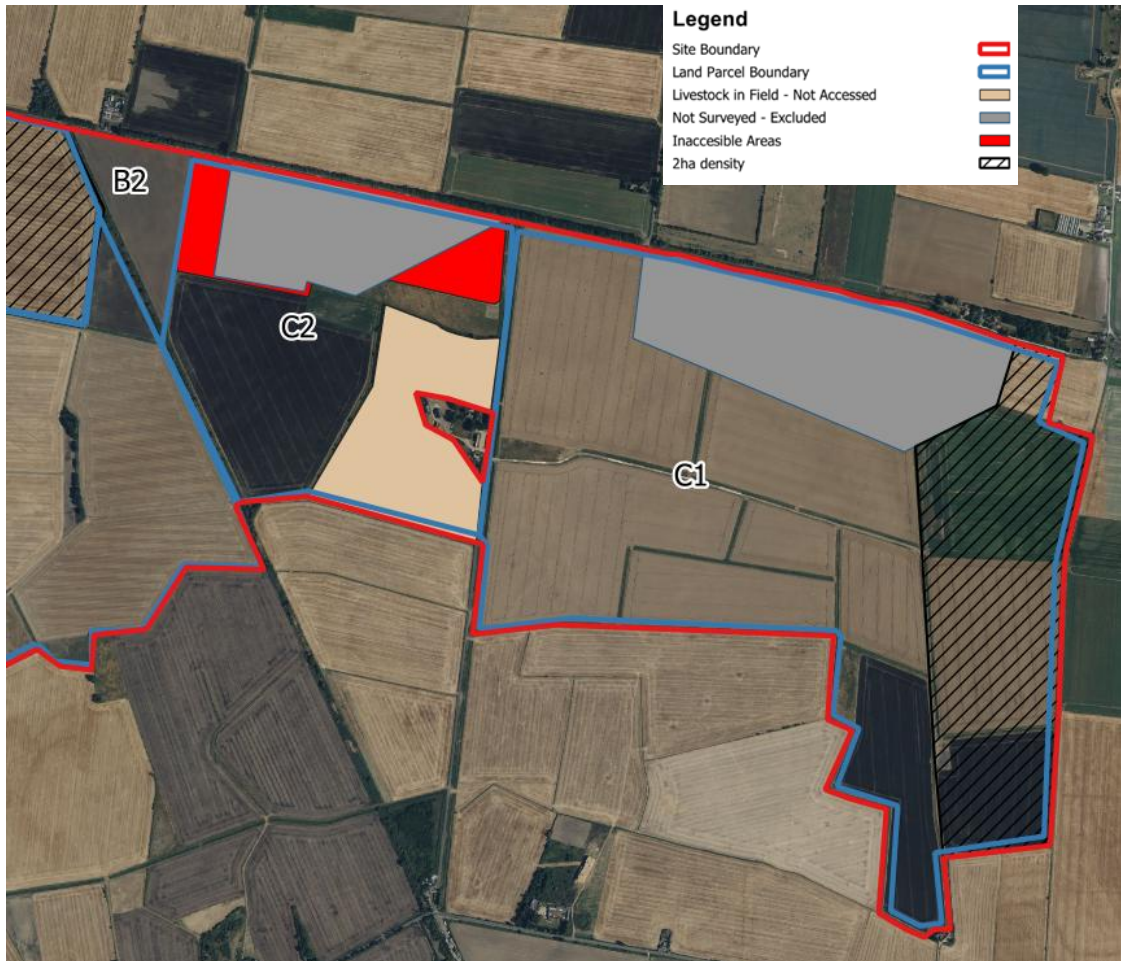 Legend
Site Boundary
Land Parcel Boundary
Livestock in Field - Not Accessed
Not Surveyed - Excluded
Inaccesible Areas
2ha density
B2
C2
C1